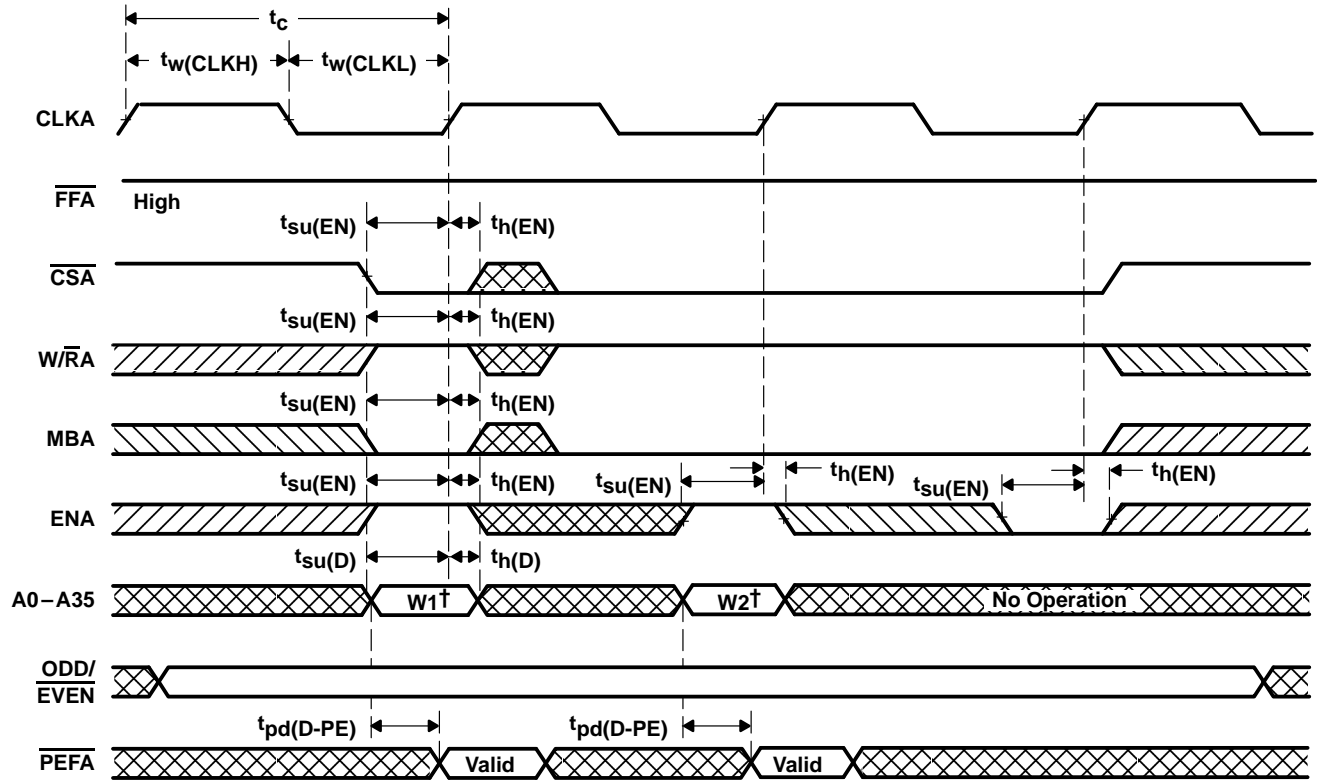 tc
tw(CLKH) tw(CLKL)
CLKA
FFA High
tsu(EN) th(EN)
CSA
tsu(EN) th(EN)
W/RA
tsu(EN) th(EN)
MBA
tsu(EN) th(EN) tsu(EN) th(EN) tsu(EN) th(EN)
ENA
tsu(D) th(D)
A0–A35 W1† W2† No Operation
ODD/
EVEN
tpd(D-PE) tpd(D-PE)
PEFA Valid Valid